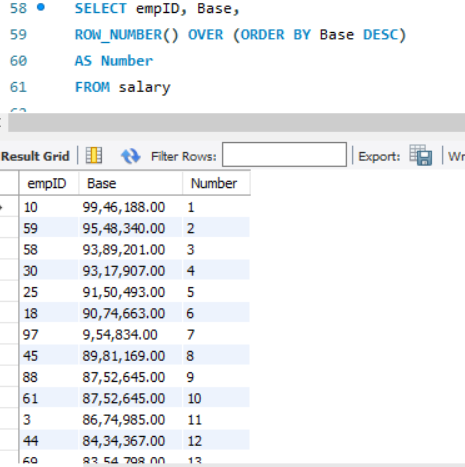 58 SELECT empID, Base,
59 ROW_NUMBER() OVER (ORDER BY Base DESC)
60 AS Number
61 FROM salary
Result Grid Filter Rows: Export: Wr
empID Base Number
10 99,46,188.00 1
59 95,48,340.00 2
58 93,89,201.00 3
30 93,17,907.00 4
25 91,50,493.00 5
18 90,74,663.00 6
97 9,54,834.00 7
45 89,81,169.00 8
88 87,52,645.00 9
61 87,52,645.00 10
3 86,74,985.00 11
44 84,34,367.00 12
69 83,54,798.00 13